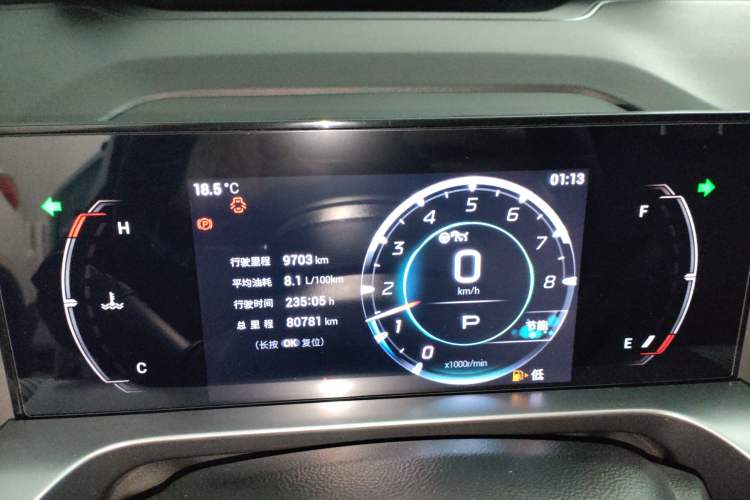 18.5°C
01:13
H
C
P
行驶里程 9703 km
平均油耗 8.1 L/100km
行驶时间 235:05 h
总里程 80781 km
(长按 OK 复位)
0
1
2
3
4
5
6
7
8
0
km/h
P
节能
x1000r/min
低
F
E